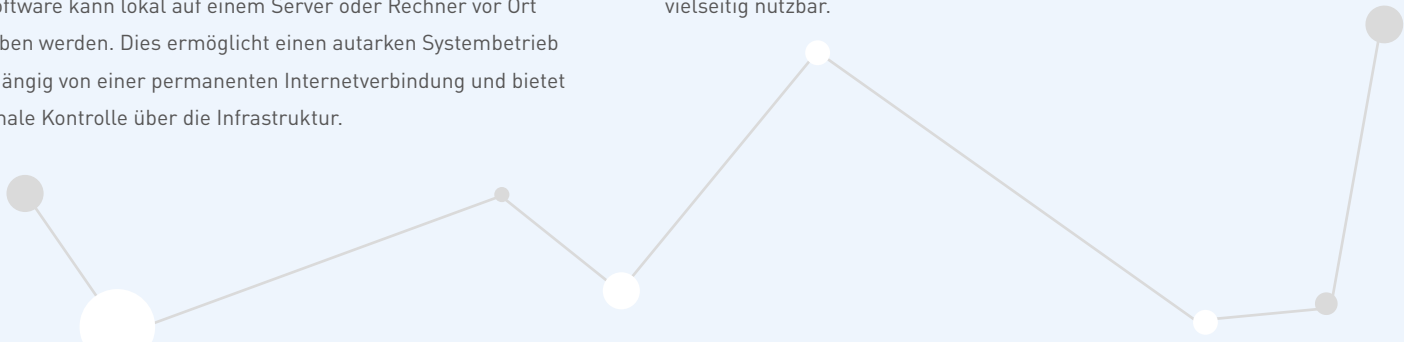 oftware kann lokal auf einem Server oder Rechner vor Ort
ben werden. Dies ermöglicht einen autarken Systembetrieb
ängig von einer permanenten Internetverbindung und bietet
nale Kontrolle über die Infrastruktur.
vielseitig nutzbar.